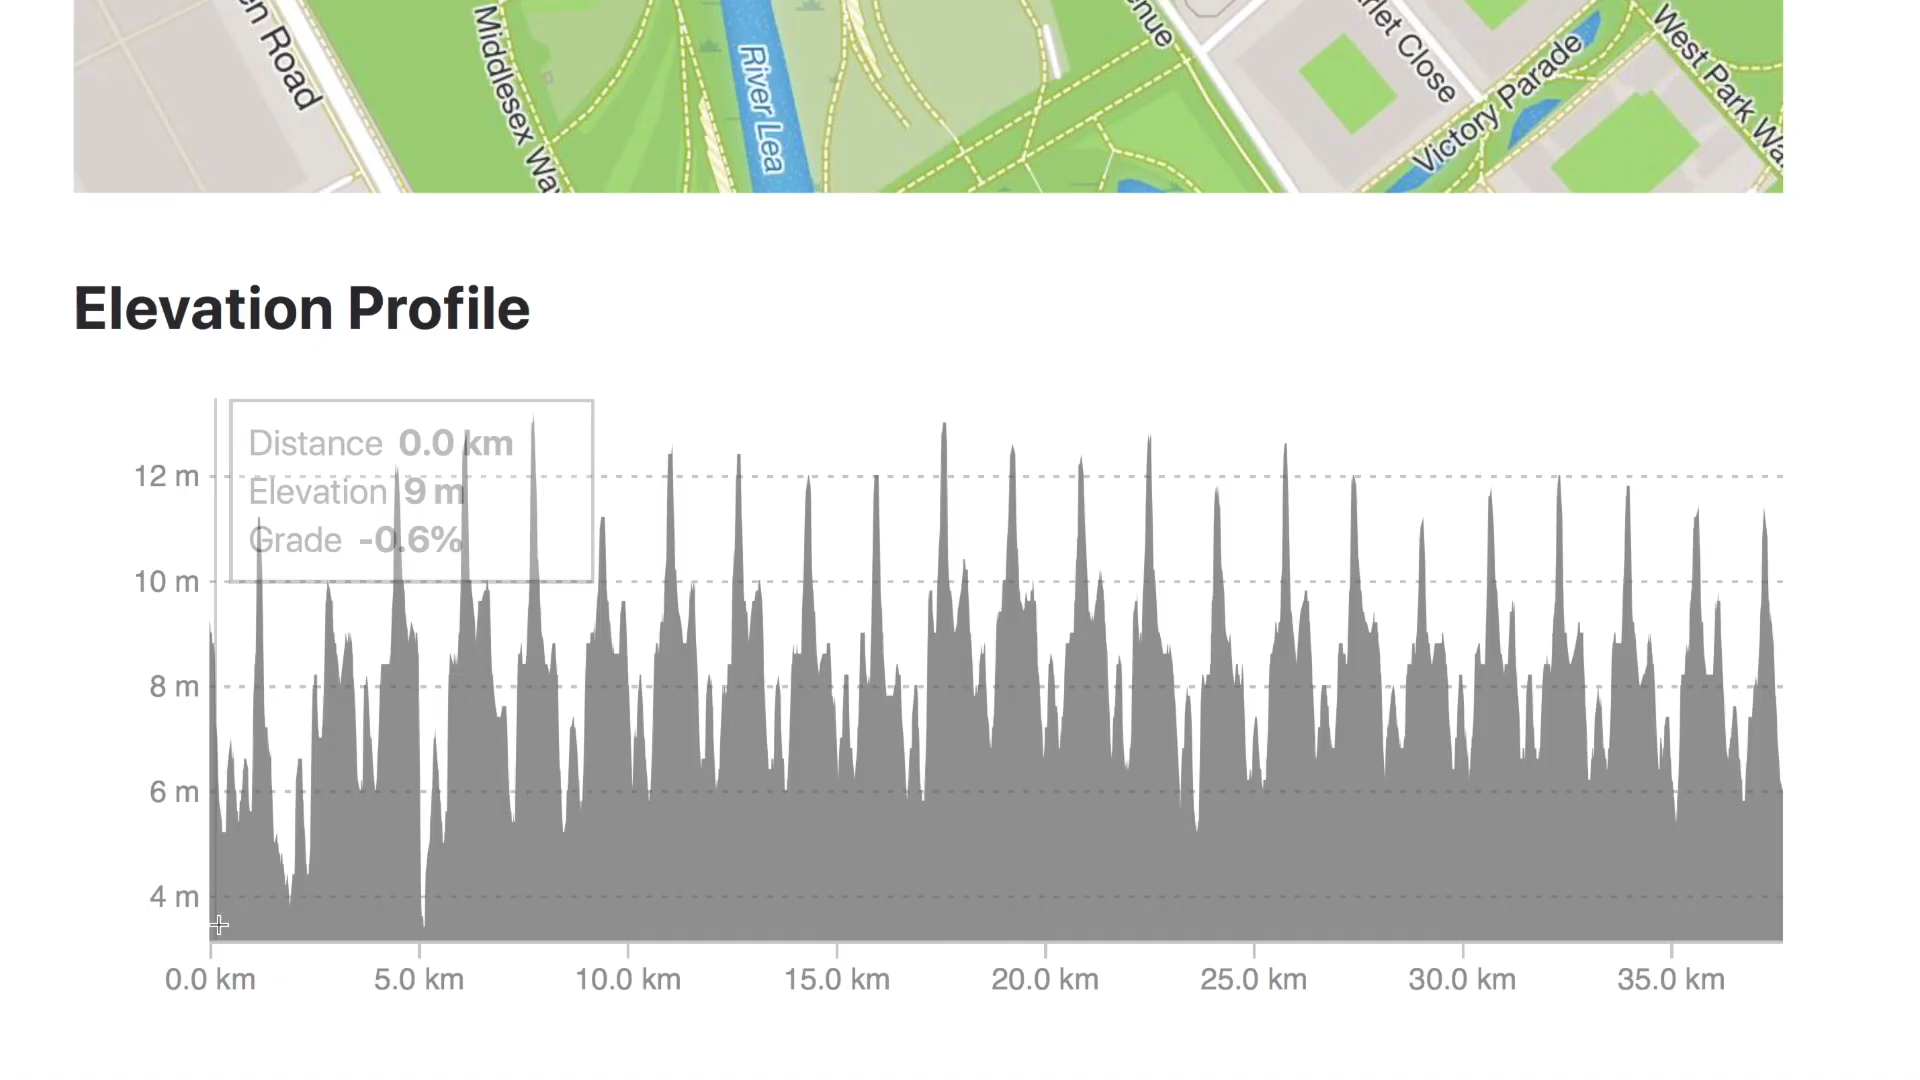 en Road
Middlesex Wa
River Lea
enue
rlet Close
Victory Parade
West Park Wa
Elevation Profile
Distance 0.0 km
Elevation 9 m
Grade -0.6%
12 m
10 m
8 m
6 m
4 m
0.0 km 5.0 km 10.0 km 15.0 km 20.0 km 25.0 km 30.0 km 35.0 km